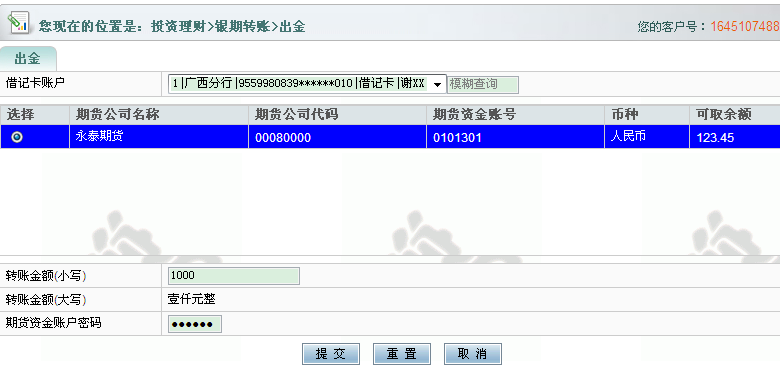 您现在的位置是：投资理财>银期转账>出金 您的客户号：1645107488
出金
借记卡账户 1|广西分行|9559980839******010|借记卡|谢XX 模糊查询
选择 期货公司名称 期货公司代码 期货资金账号 币种 可取余额
永泰期货 00080000 0101301 人民币 123.45
转账金额(小写) 1000
转账金额(大写) 壹仟元整
期货资金账户密码 ●●●●●●
提 交 重 置 取 消